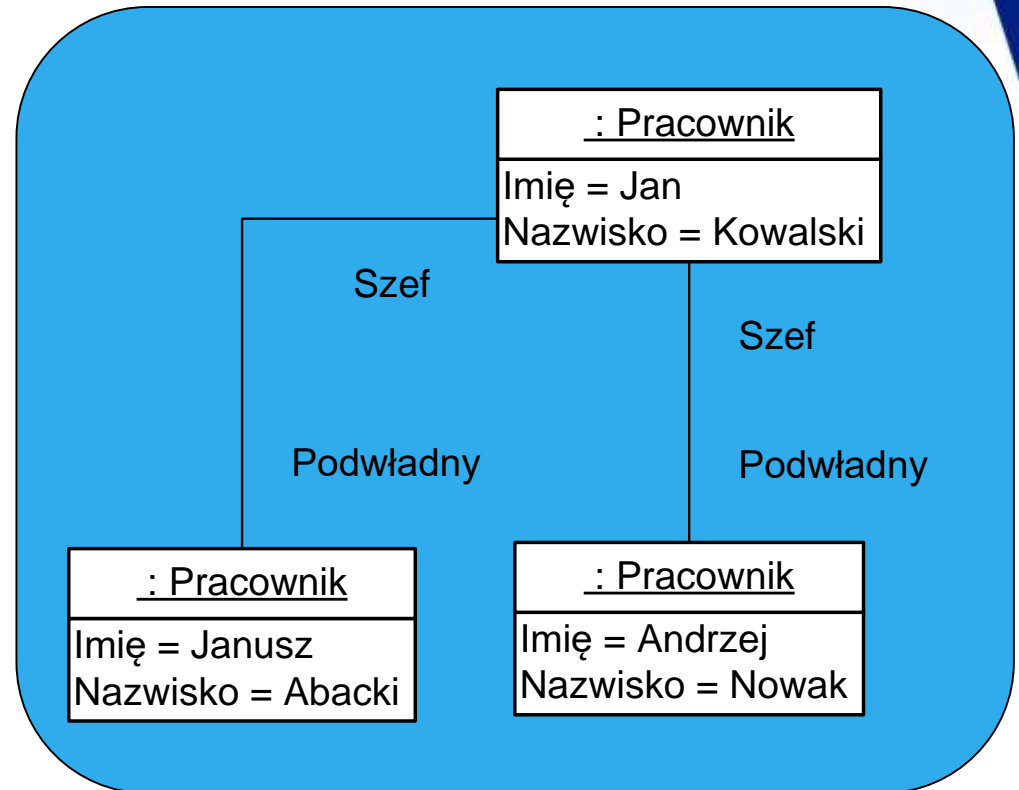 : Pracownik
Imię = Jan
Nazwisko = Kowalski
Szef
Szef
Podwładny
Podwładny
: Pracownik
Imię = Janusz
Nazwisko = Abacki
: Pracownik
Imię = Andrzej
Nazwisko = Nowak